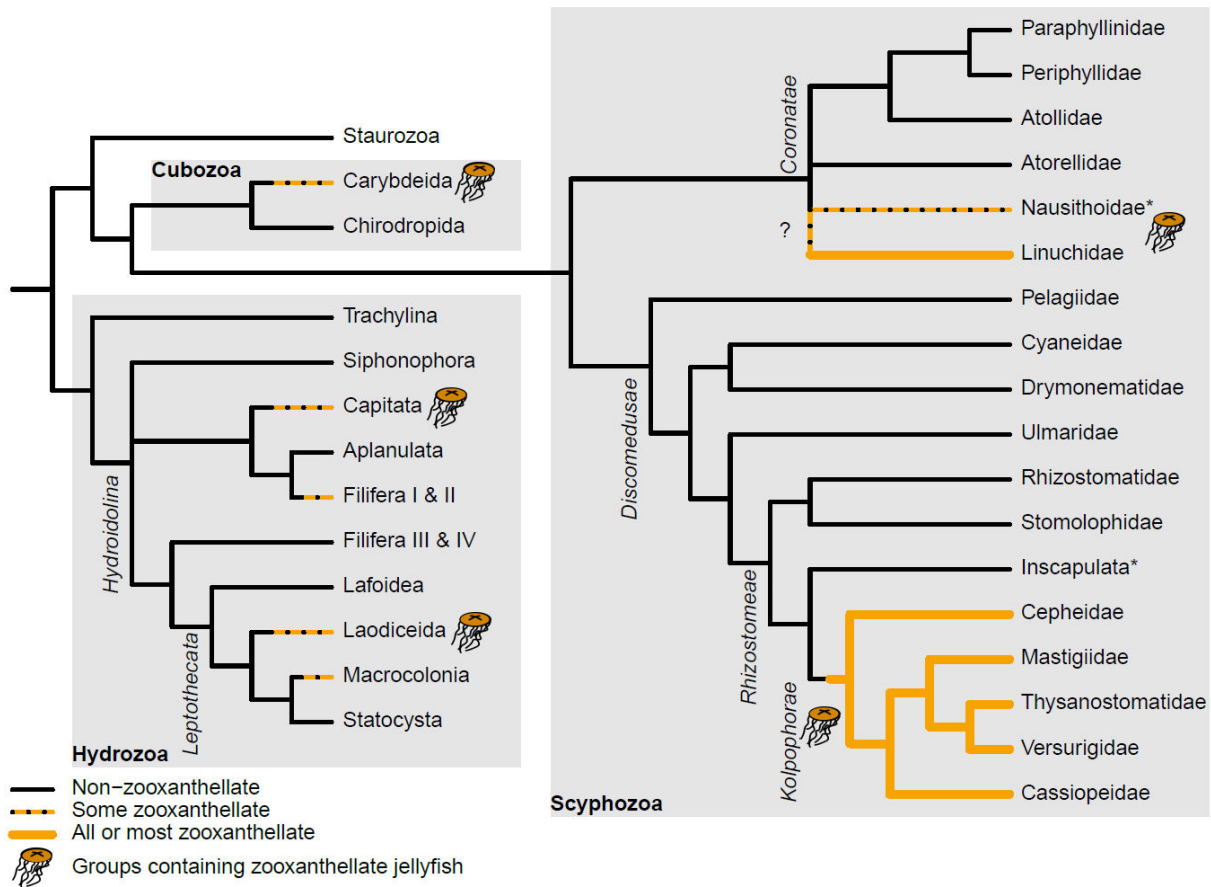 Staurozoa
Cubozoa
Carybdeida
Chirodropida
Trachylina
Siphonophora
Capitata
Aplanulata
Filifera I & II
Filifera III & IV
Lafoidea
Laodiceida
Macrocolonia
Statocysta
Hydroidolina
Leptothecata
Hydrozoa
Paraphyllinidae
Periphyllidae
Atollidae
Atorellidae
Nausithoidae*
Linuchidae
Pelagiidae
Cyaneidae
Drymonematidae
Ulmaridae
Rhizostomatidae
Stomolophidae
Inscapulata*
Cepheidae
Mastigiidae
Thysanostomatidae
Versurigidae
Cassiopeidae
Coronatae
?
Discomedusae
Rhizostomeae
Kolpophorae
Scyphozoa
Non−zooxanthellate
Some zooxanthellate
All or most zooxanthellate
Groups containing zooxanthellate jellyfish